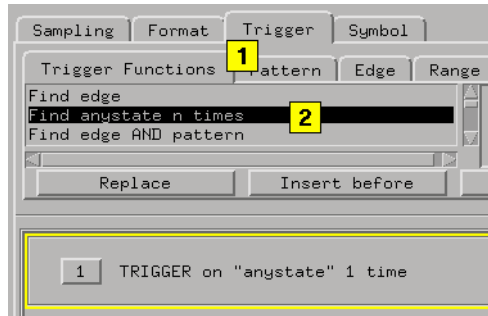 Sampling Format Trigger Symbol
1
Trigger Functions Pattern Edge Range
Find edge
Find anystate n times
2
Find edge AND pattern
Replace Insert before
1 TRIGGER on "anystate" 1 time